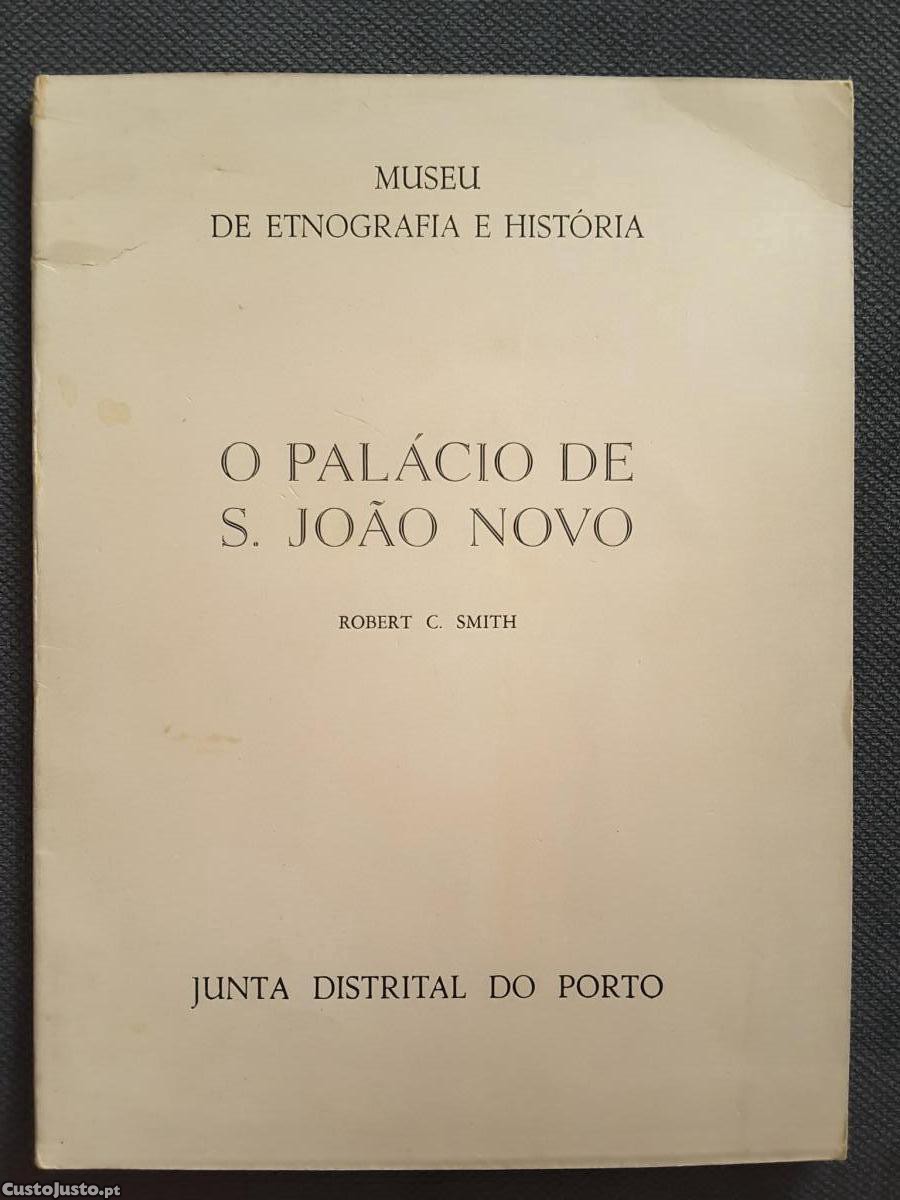 MUSEU
DE ETNOGRAFIA E HISTÓRIA
O PALÁCIO DE
S. JOÃO NOVO
ROBERT C. SMITH
JUNTA DISTRITAL DO PORTO
CustoJusto.pt